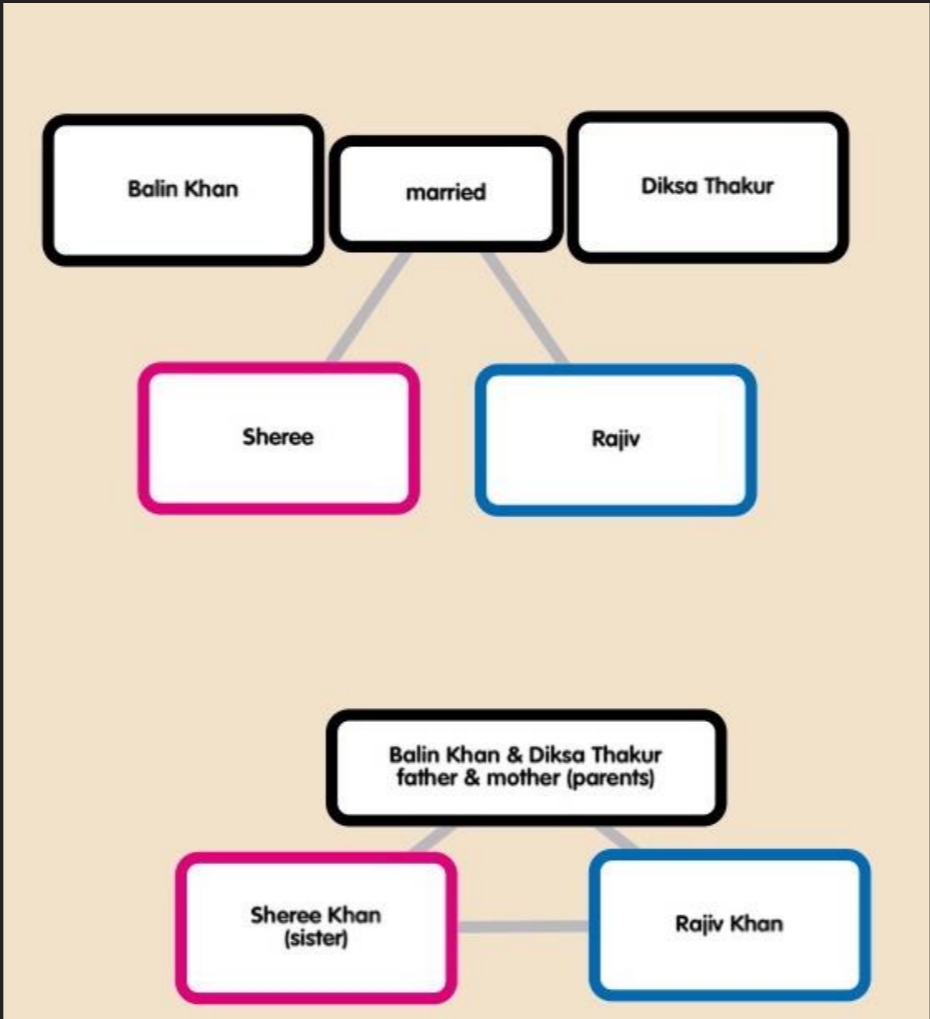 Balin Khan
married
Diksa Thakur
Sheree
Rajiv
Balin Khan & Diksa Thakur
father & mother (parents)
Sheree Khan
(sister)
Rajiv Khan